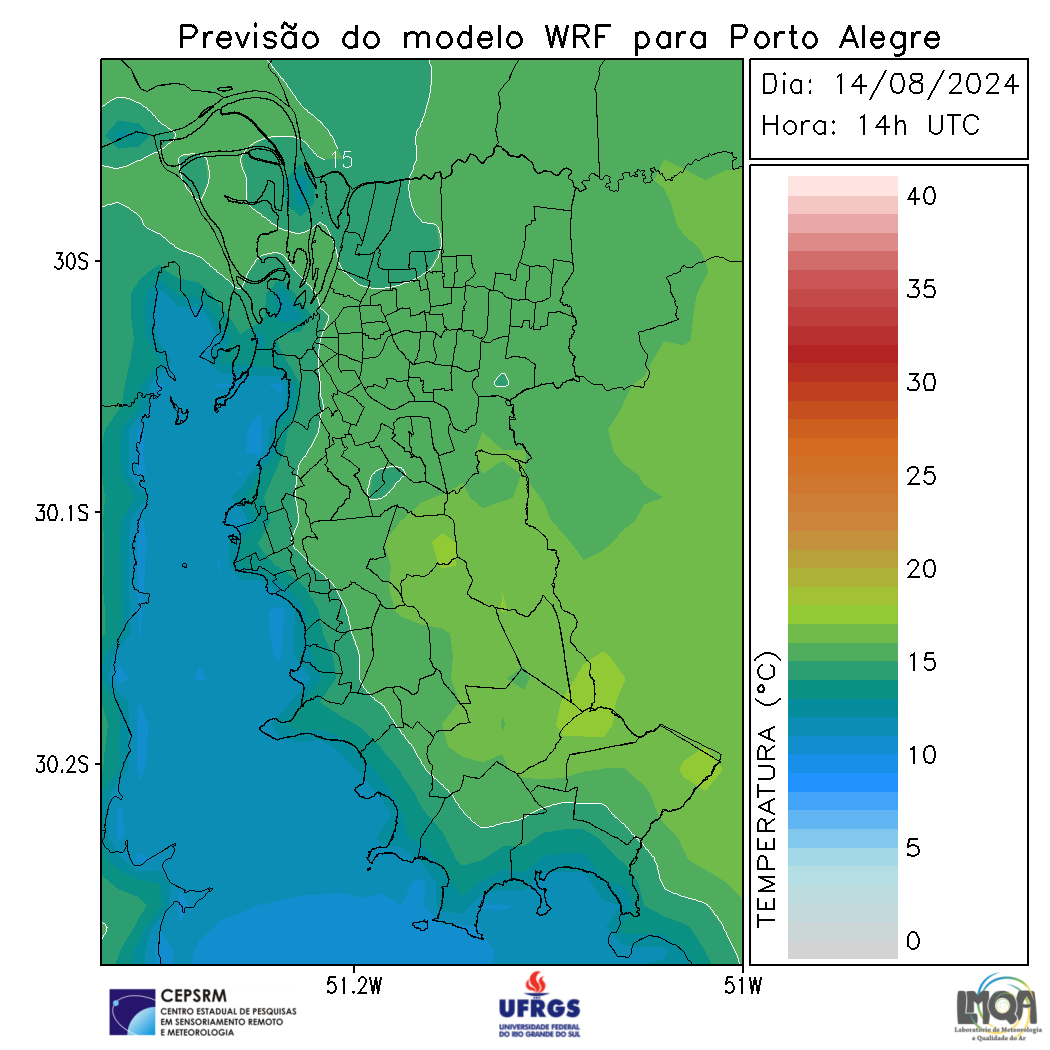 Previsão do modelo WRF para Porto Alegre
Dia: 14/08/2024
Hora: 14h UTC
15
30S
30.1S
30.2S
51.2W
51W
40
35
30
25
20
15
10
5
0
TEMPERATURA (°C)
CEPSRM
CENTRO ESTADUAL DE PESQUISAS
EM SENSORIAMENTO REMOTO
E METEOROLOGIA
UFRGS
UNIVERSIDADE FEDERAL
DO RIO GRANDE DO SUL
LMQA
Laboratório de Meteorologia
e Qualidade do Ar